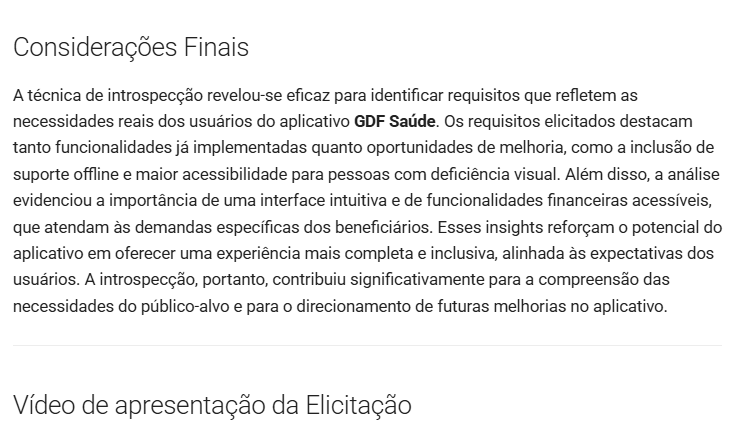 Considerações Finais
A técnica de introspecção revelou-se eficaz para identificar requisitos que refletem as
necessidades reais dos usuários do aplicativo GDF Saúde. Os requisitos elicitados destacam
tanto funcionalidades já implementadas quanto oportunidades de melhoria, como a inclusão de
suporte offline e maior acessibilidade para pessoas com deficiência visual. Além disso, a análise
evidenciou a importância de uma interface intuitiva e de funcionalidades financeiras acessíveis,
que atendam às demandas específicas dos beneficiários. Esses insights reforçam o potencial do
aplicativo em oferecer uma experiência mais completa e inclusiva, alinhada às expectativas dos
usuários. A introspecção, portanto, contribuiu significativamente para a compreensão das
necessidades do público-alvo e para o direcionamento de futuras melhorias no aplicativo.
Vídeo de apresentação da Elicitação